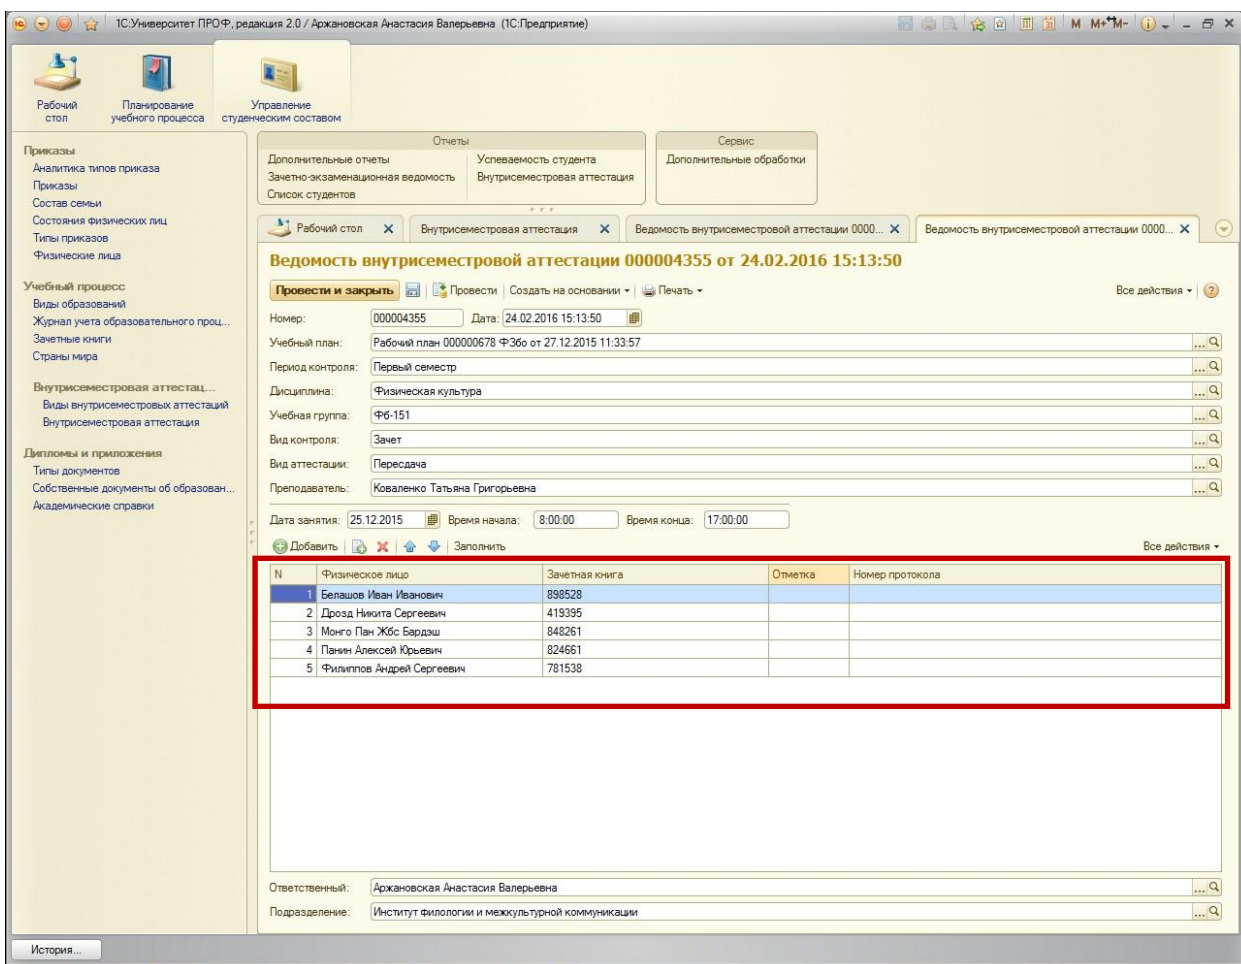 1С:Университет ПРОФ, редакция 2.0 / Аржановская Анастасия Валерьевна (1С:Предприятие)
M M+ M-
Рабочий стол
Планирование учебного процесса
Управление студенческим составом
Отчеты
Сервис
Дополнительные отчеты
Успеваемость студента
Дополнительные обработки
Зачетно-экзаменационная ведомость
Внутрисеместровая аттестация
Список студентов
Приказы
Аналитика типов приказа
Приказы
Состав семьи
Состояния физических лиц
Типы приказов
Физические лица
Учебный процесс
Виды образований
Журнал учета образовательного проц...
Зачетные книги
Страны мира
Внутрисеместровая аттестац...
Виды внутрисеместровых аттестаций
Внутрисеместровая аттестация
Дипломы и приложения
Типы документов
Собственные документы об образован...
Академические справки
Рабочий стол
Внутрисеместровая аттестация
Ведомость внутрисеместровой аттестации 0000...
Ведомость внутрисеместровой аттестации 0000...
Ведомость внутрисеместровой аттестации 000004355 от 24.02.2016 15:13:50
Провести и закрыть Провести Создать на основании Печать Все действия
Номер: 000004355 Дата: 24.02.2016 15:13:50
Учебный план: Рабочий план 000000678 ФЗбо от 27.12.2015 11:33:57
Период контроля: Первый семестр
Дисциплина: Физическая культура
Учебная группа: Фб-151
Вид контроля: Зачет
Вид аттестации: Пересдача
Преподаватель: Коваленко Татьяна Григорьевна
Дата занятия: 25.12.2015 Время начала: 8:00:00 Время конца: 17:00:00
Добавить Заполнить Все действия
N Физическое лицо Зачетная книга Отметка Номер протокола
1 Белашов Иван Иванович 898528
2 Дрозд Никита Сергеевич 419395
3 Монго Пан Жбс Бардэш 848261
4 Панин Алексей Юрьевич 824661
5 Филиппов Андрей Сергеевич 781538
Ответственный: Аржановская Анастасия Валерьевна
Подразделение: Институт филологии и межкультурной коммуникации
История...